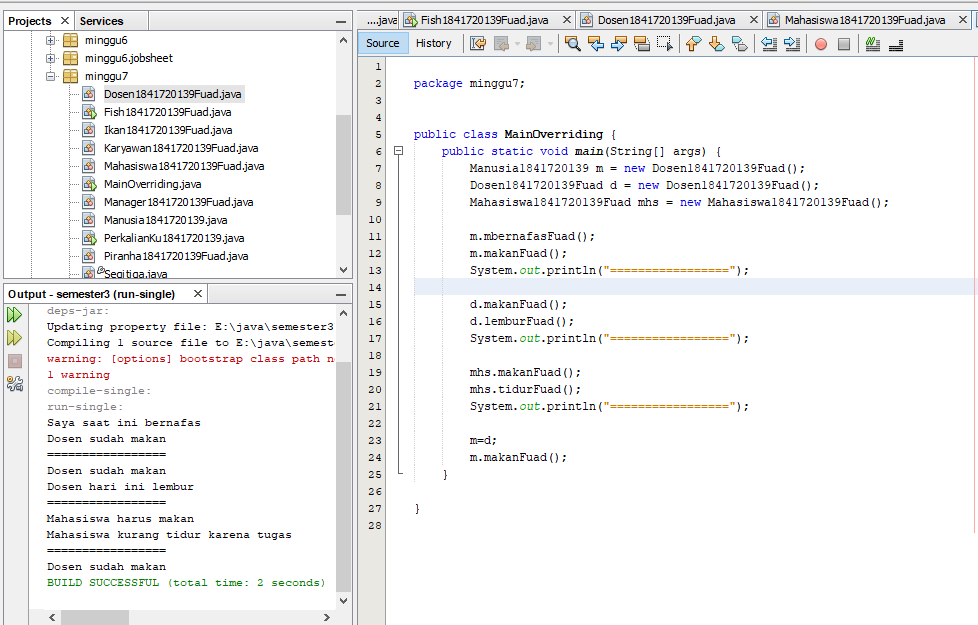 Projects
Services
minggu6
minggu6.jobsheet
minggu7
Dosen1841720139Fuad.java
Fish1841720139Fuad.java
Ikan1841720139Fuad.java
Karyawan1841720139Fuad.java
Mahasiswa1841720139Fuad.java
MainOverriding.java
Manager1841720139Fuad.java
Manusia1841720139.java
PerkalianKu1841720139.java
Piranha1841720139Fuad.java
Segitiga.java
Output - semester3 (run-single)
deps-jar:
Updating property file: E:\java\semester3
Compiling 1 source file to E:\java\semest
warning: [options] bootstrap class path n
1 warning
compile-single:
run-single:
Saya saat ini bernafas
Dosen sudah makan
=================
Dosen sudah makan
Dosen hari ini lembur
=================
Mahasiswa harus makan
Mahasiswa kurang tidur karena tugas
=================
Dosen sudah makan
BUILD SUCCESSFUL (total time: 2 seconds)
....java
Fish1841720139Fuad.java
Dosen1841720139Fuad.java
Mahasiswa1841720139Fuad.java
Source
History
1
2 package minggu7;
3
4
5 public class MainOverriding {
6 public static void main(String[] args) {
7 Manusia1841720139 m = new Dosen1841720139Fuad();
8 Dosen1841720139Fuad d = new Dosen1841720139Fuad();
9 Mahasiswa1841720139Fuad mhs = new Mahasiswa1841720139Fuad();
10
11 m.mbernafasFuad();
12 m.makanFuad();
13 System.out.println("=================");
14
15 d.makanFuad();
16 d.lemburFuad();
17 System.out.println("=================");
18
19 mhs.makanFuad();
20 mhs.tidurFuad();
21 System.out.println("=================");
22
23 m=d;
24 m.makanFuad();
25 }
26
27 }
28